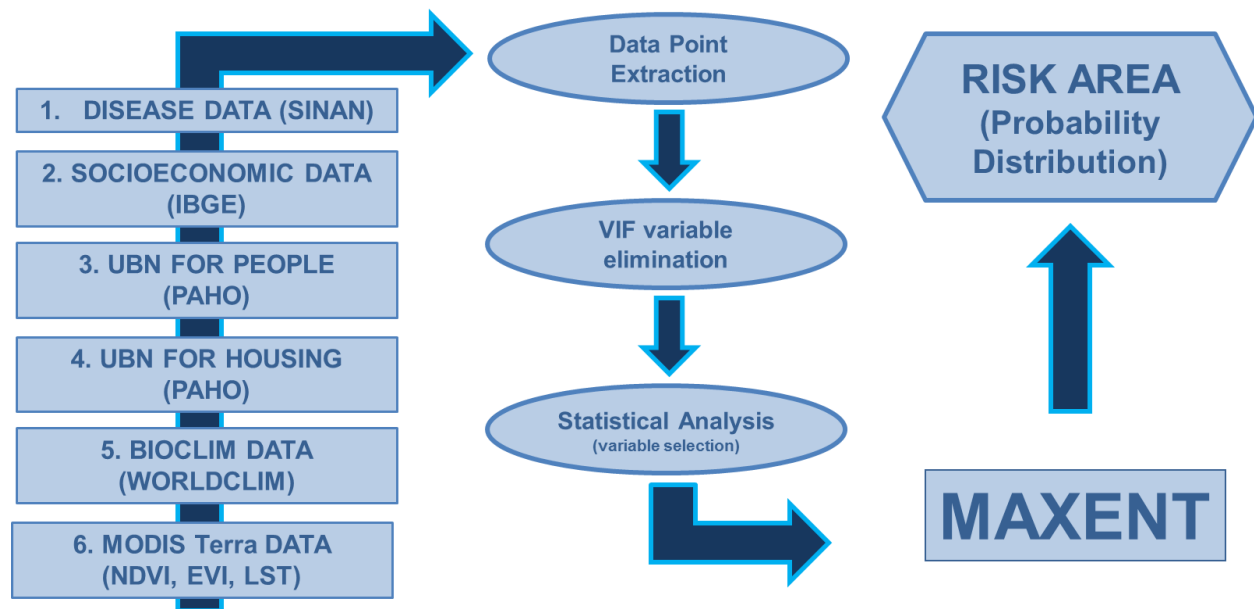 1. DISEASE DATA (SINAN)
2. SOCIOECONOMIC DATA
(IBGE)
3. UBN FOR PEOPLE
(PAHO)
4. UBN FOR HOUSING
(PAHO)
5. BIOCLIM DATA
(WORLDCLIM)
6. MODIS Terra DATA
(NDVI, EVI, LST)
Data Point
Extraction
VIF variable
elimination
Statistical Analysis
(variable selection)
MAXENT
RISK AREA
(Probability
Distribution)